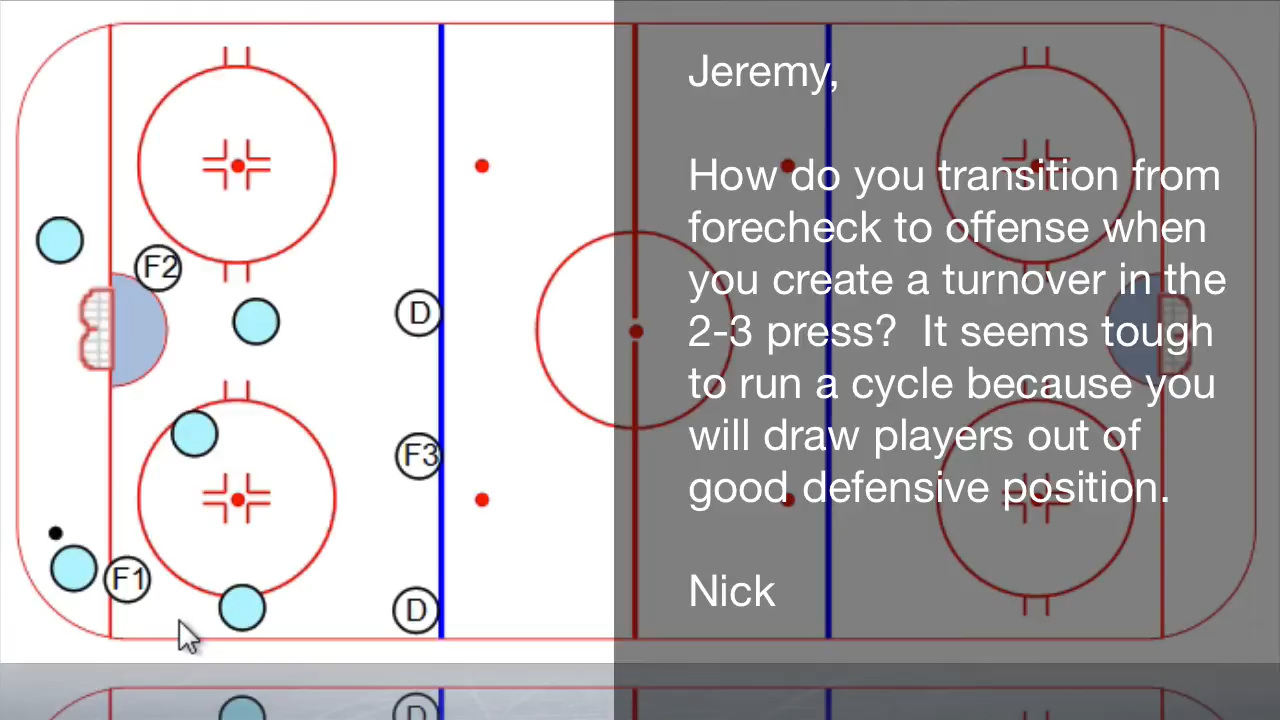 Jeremy,
How do you transition from
forecheck to offense when
you create a turnover in the
2-3 press?  It seems tough
to run a cycle because you
will draw players out of
good defensive position.
Nick
F2
D
F3
F1
D
D